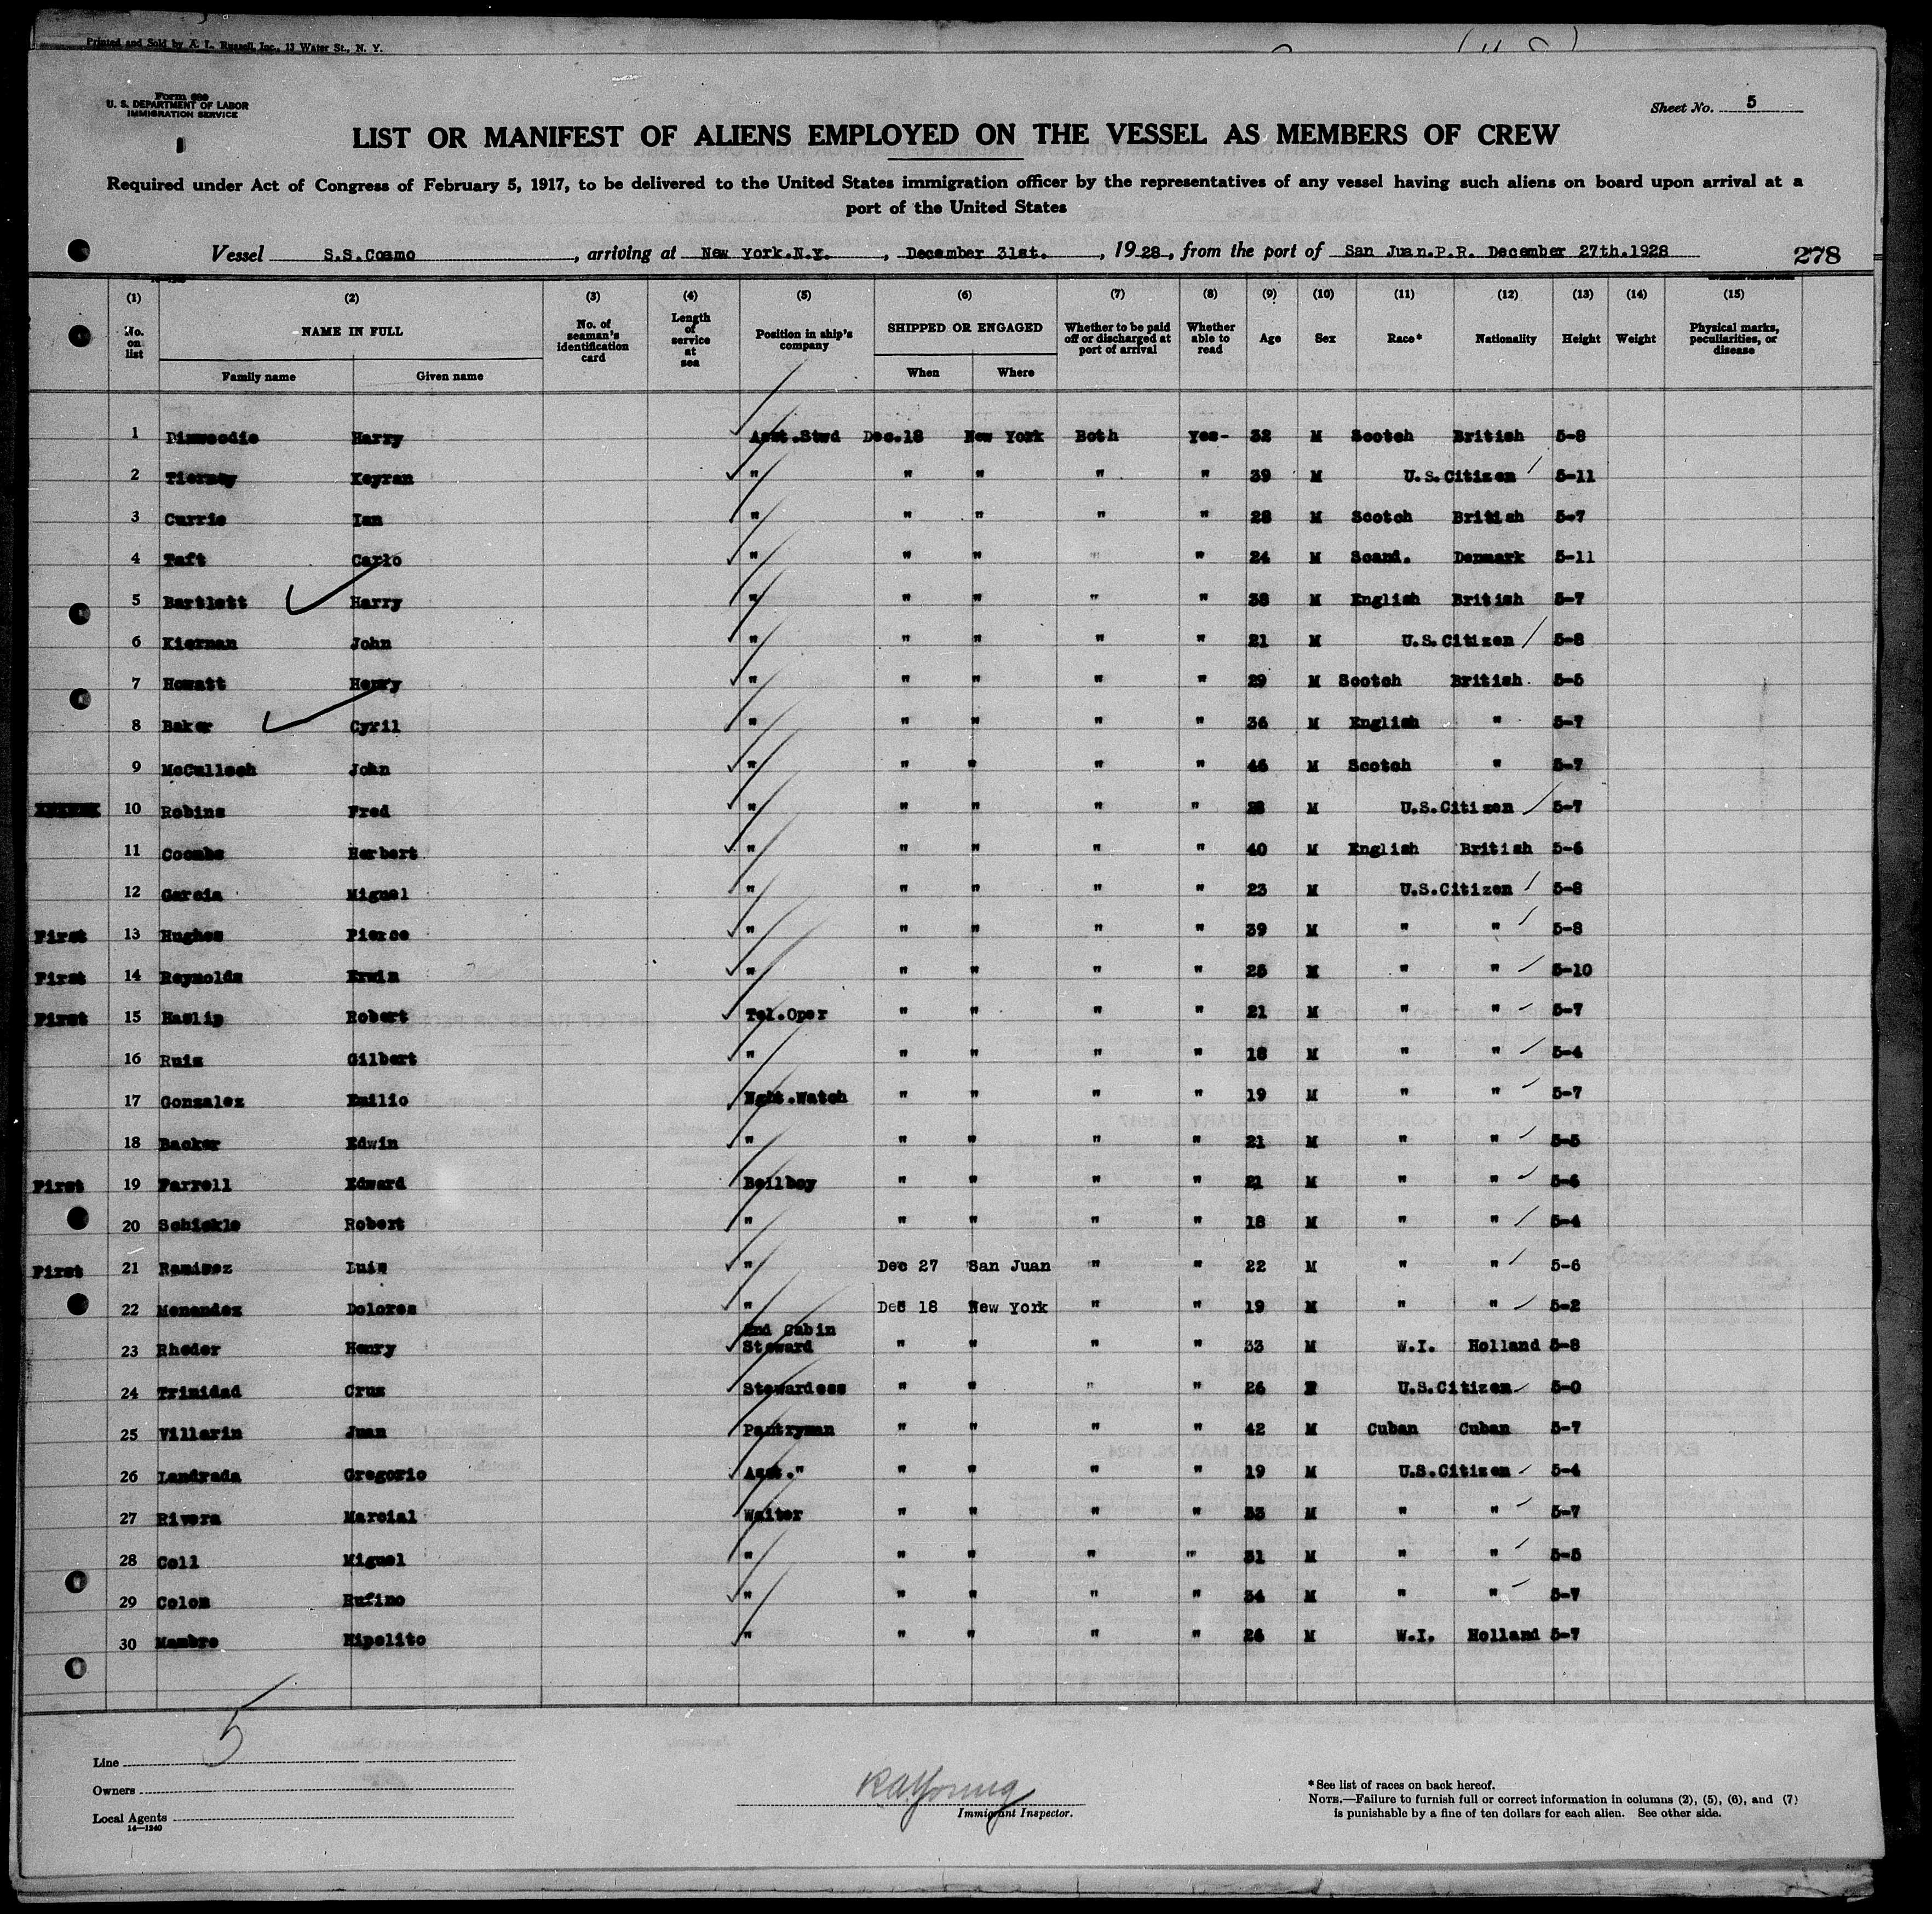 Printed and Sold by A. L. Russell, Inc., 13 Water St., N. Y.
Form 689
U. S. DEPARTMENT OF LABOR
IMMIGRATION SERVICE
Sheet No. 5
LIST OR MANIFEST OF ALIENS EMPLOYED ON THE VESSEL AS MEMBERS OF CREW
Required under Act of Congress of February 5, 1917, to be delivered to the United States immigration officer by the representatives of any vessel having such aliens on board upon arrival at a
port of the United States
Vessel S.S.Coamo, arriving at New York.N.Y., December 31st., 1928, from the port of San Juan.P.R. December 27th.1928 278
(1) (2) (3) (4) (5) (6) (7) (8) (9) (10) (11) (12) (13) (14) (15)
No. on list NAME IN FULL No. of seaman's identification card Length of service at sea Position in ship's company SHIPPED OR ENGAGED Whether to be paid off or discharged at port of arrival Whether able to read Age Sex Race* Nationality Height Weight Physical marks, peculiarities, or disease
Family name Given name When Where
1 Dinwoodie Harry Asst.Stwd Dec.18 New York Both Yes- 32 M Scotch British 5-8
2 Tierney Keyran " " " " " 39 M U.S.Citizen 5-11
3 Currie Ian " " " " " 28 M Scotch British 5-7
4 Taft Carlo " " " " " 24 M Scand. Denmark 5-11
5 Bartlett Harry " " " " " 38 M English British 5-7
6 Kiernan John " " " " " 21 M U.S.Citizen 5-8
7 Howatt Henry " " " " " 29 M Scotch British 5-5
8 Baker Cyril " " " " " 36 M English " 5-7
9 McCulloch John " " " " " 46 M Scotch " 5-7
10 Robins Fred " " " " " 28 M U.S.Citizen 5-7
11 Coombs Herbert " " " " " 40 M English British 5-6
12 Garcia Miguel " " " " " 23 M U.S.Citizen 5-8
First 13 Hughes Pierce " " " " " 39 M " " 5-8
First 14 Reynolds Erwin " " " " " 25 M " " 5-10
First 15 Haslip Robert Tel.Oper " " " " 21 M " " 5-7
16 Ruiz Gilbert " " " " " 18 M " " 5-4
17 Gonzalez Emilio Nght.Watch " " " " 19 M " " 5-7
18 Backer Edwin " " " " " 21 M " " 5-5
First 19 Farrell Edward Bellboy " " " " 21 M " " 5-6
20 Schickle Robert " " " " " 18 M " " 5-4
First 21 Ramirez Luis " Dec 27 San Juan " " 22 M " " 5-6
22 Menendez Dolores " Dec 18 New York " " 19 M " " 5-2
23 Rheder Henry 2nd Cabin Steward " " " " 33 M W.I. Holland 5-8
24 Trinidad Cruz Stewardess " " " " 26 F U.S.Citizen 5-0
25 Villarin Juan Pantryman " " " " 42 M Cuban Cuban 5-7
26 Landrada Gregorio Asst." " " " " 19 M U.S.Citizen 5-4
27 Rivera Marcial Waiter " " " " 33 M " " 5-7
28 Coll Miguel " " " " " 31 M " " 5-5
29 Colon Rufino " " " " " 34 M " " 5-7
30 Mambre Hipolito " " " " " 26 M W.I. Holland 5-7
5
Line
Owners
Local Agents
14—1240
R A Young
Immigrant Inspector.
*See list of races on back hereof.
NOTE.—Failure to furnish full or correct information in columns (2), (5), (6), and (7)
is punishable by a fine of ten dollars for each alien. See other side.